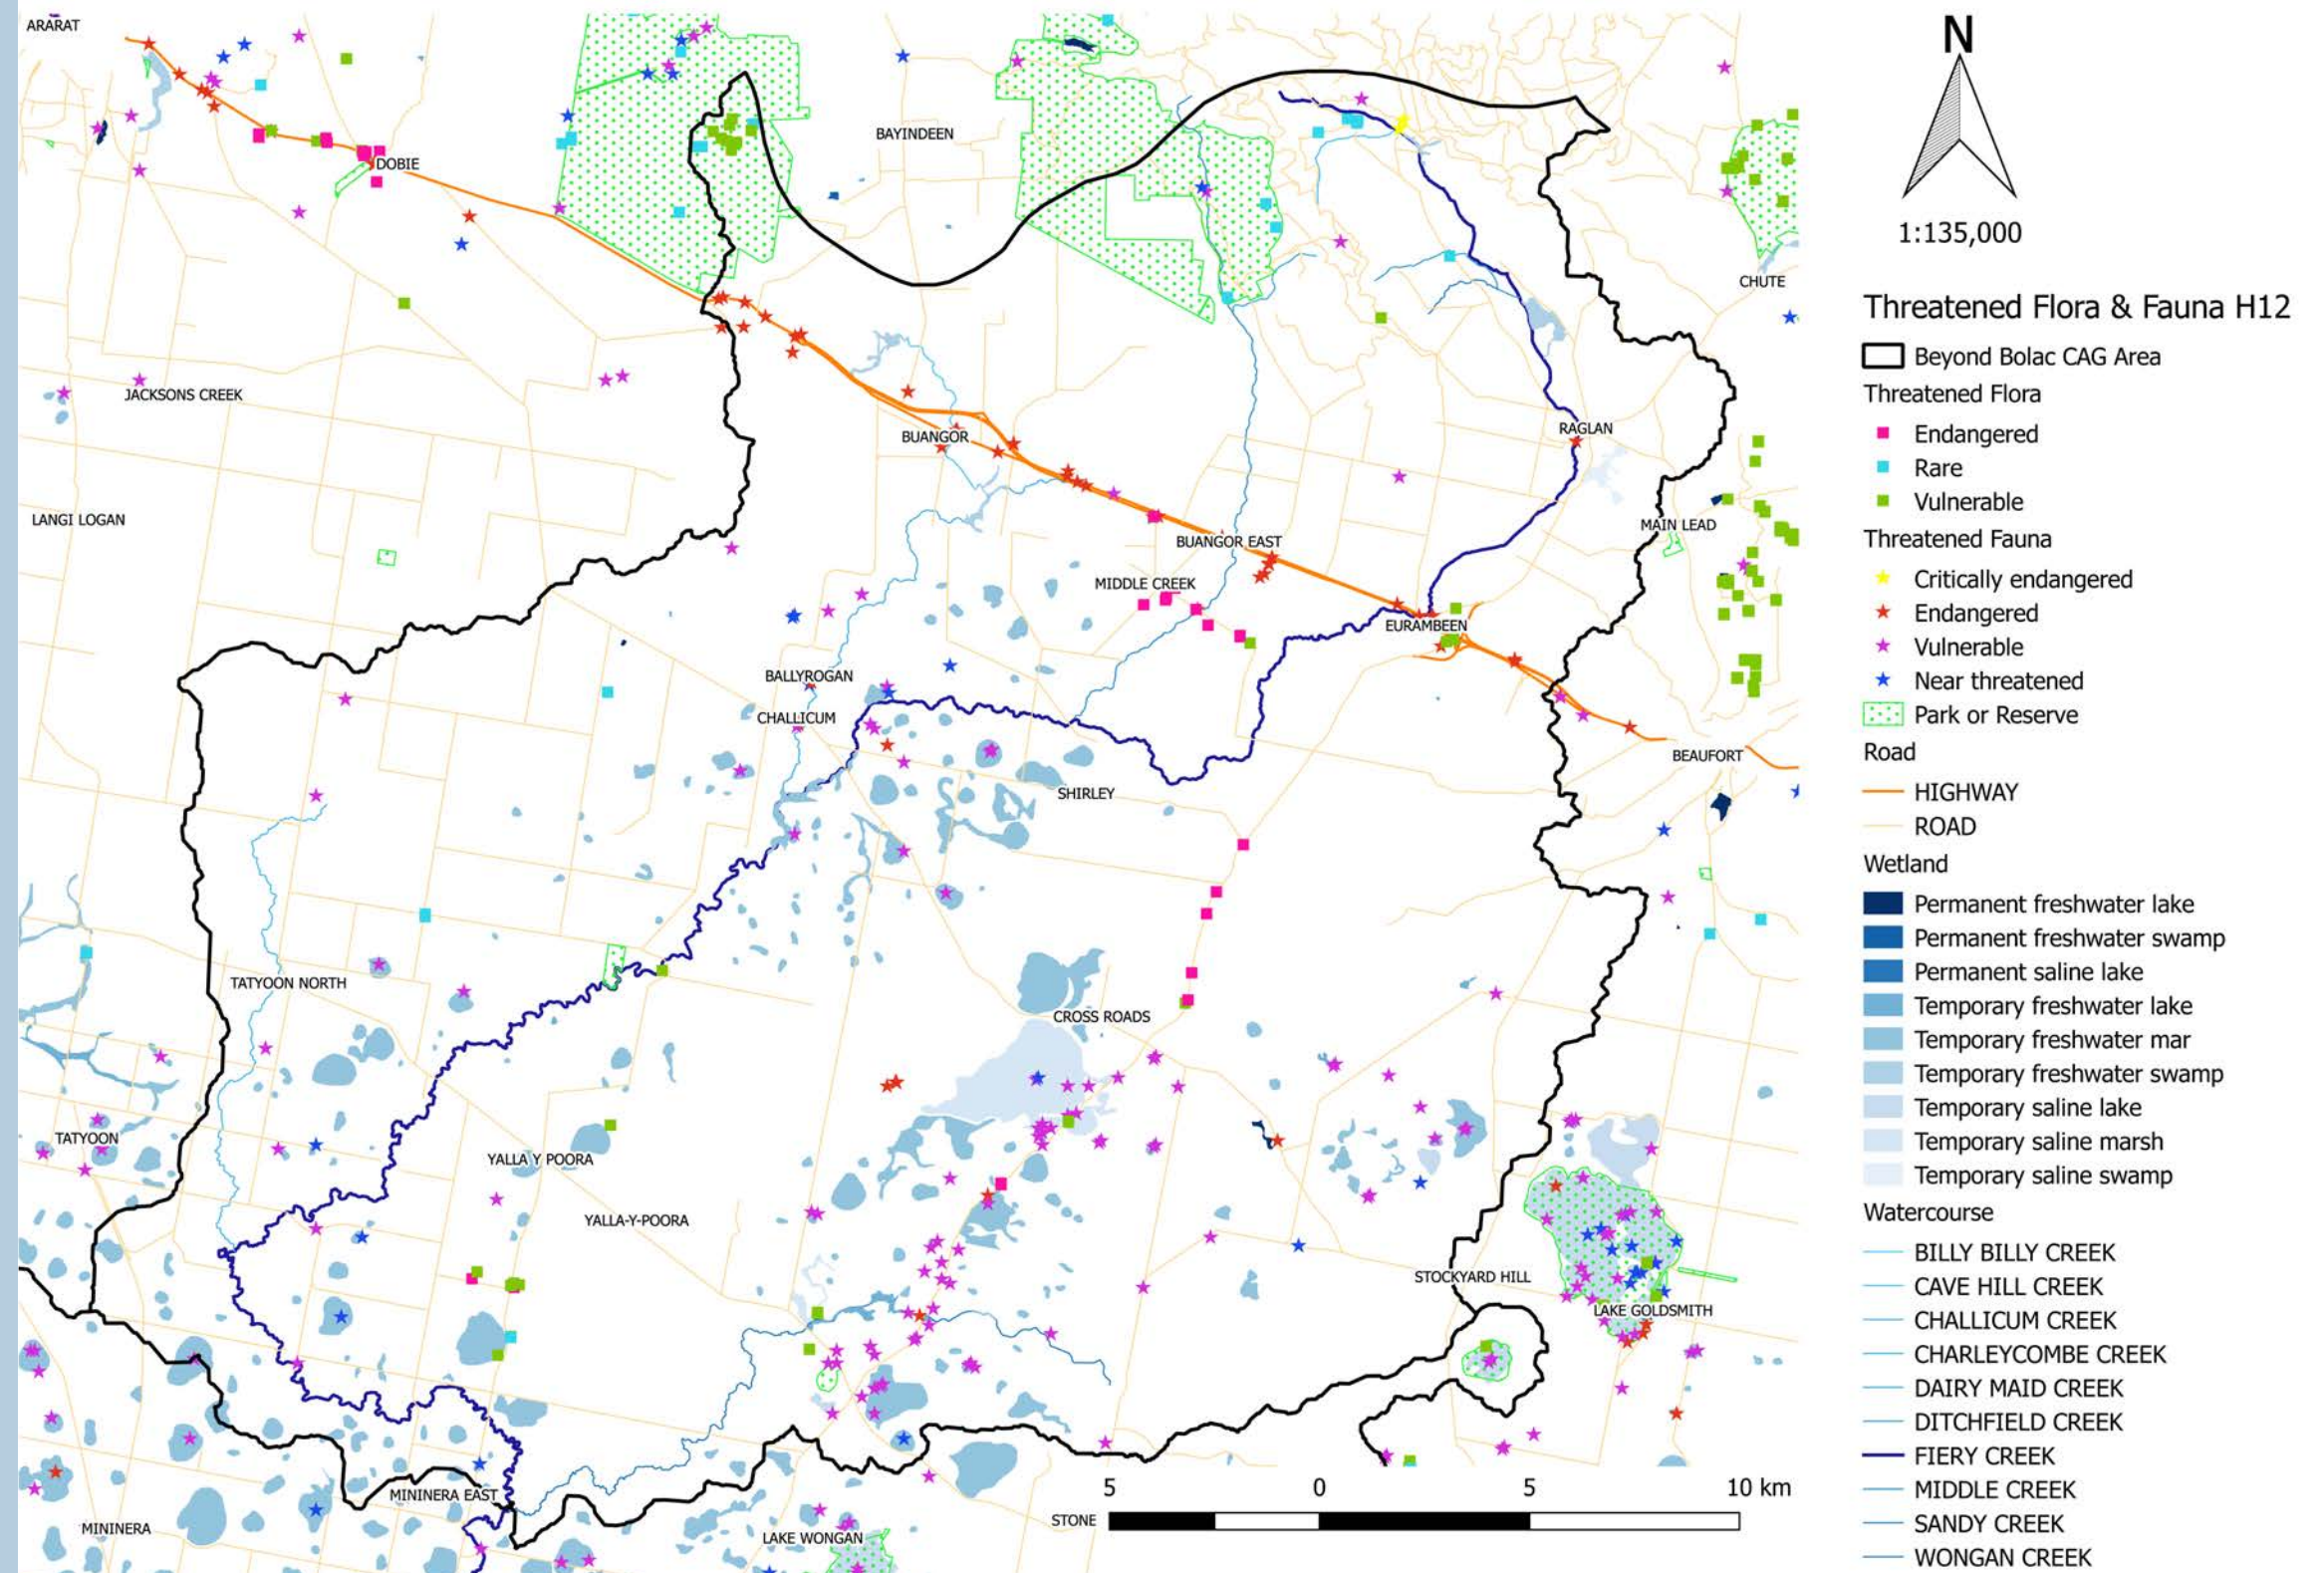 ARARAT
DOBIE
BAYINDEEN
CHUTE
JACKSONS CREEK
BUANGOR
RAGLAN
LANGI LOGAN
MAIN LEAD
BUANGOR EAST
MIDDLE CREEK
EURAMBEEN
BALLYROGAN
CHALLICUM
BEAUFORT
SHIRLEY
TATYOON NORTH
CROSS ROADS
TATYOON
YALLA Y POORA
YALLA-Y-POORA
STOCKYARD HILL
LAKE GOLDSMITH
MININERA EAST
MININERA
LAKE WONGAN
STONE
5 0 5 10 km
N
1:135,000
Threatened Flora & Fauna H12
Beyond Bolac CAG Area
Threatened Flora
Endangered
Rare
Vulnerable
Threatened Fauna
Critically endangered
Endangered
Vulnerable
Near threatened
Park or Reserve
Road
HIGHWAY
ROAD
Wetland
Permanent freshwater lake
Permanent freshwater swamp
Permanent saline lake
Temporary freshwater lake
Temporary freshwater mar
Temporary freshwater swamp
Temporary saline lake
Temporary saline marsh
Temporary saline swamp
Watercourse
BILLY BILLY CREEK
CAVE HILL CREEK
CHALLICUM CREEK
CHARLEYCOMBE CREEK
DAIRY MAID CREEK
DITCHFIELD CREEK
FIERY CREEK
MIDDLE CREEK
SANDY CREEK
WONGAN CREEK